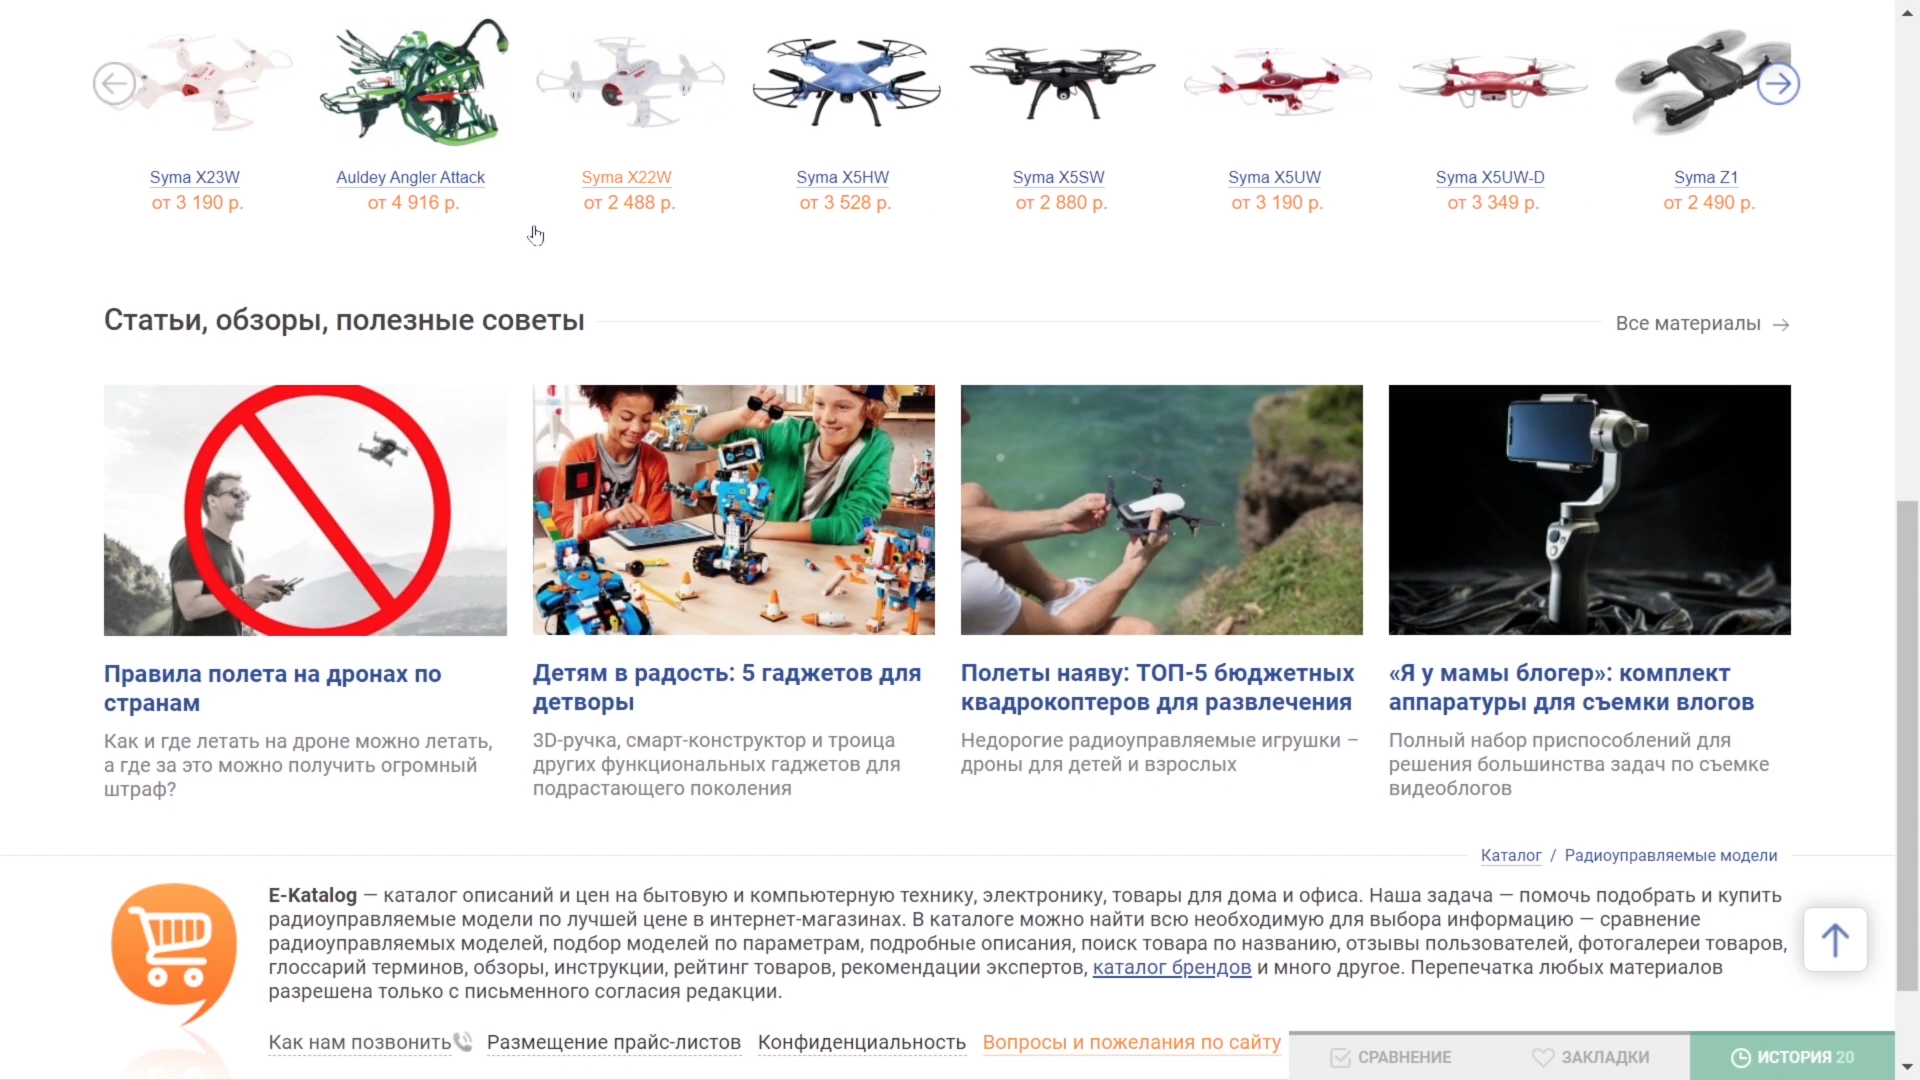 Syma X23W
от 3 190 р.
Auldey Angler Attack
от 4 916 р.
Syma X22W
от 2 488 р.
Syma X5HW
от 3 528 р.
Syma X5SW
от 2 880 р.
Syma X5UW
от 3 190 р.
Syma X5UW-D
от 3 349 р.
Syma Z1
от 2 490 р.
Статьи, обзоры, полезные советы
Все материалы
Правила полета на дронах по
странам
Как и где летать на дроне можно летать,
а где за это можно получить огромный
штраф?
Детям в радость: 5 гаджетов для
детворы
3D-ручка, смарт-конструктор и троица
других функциональных гаджетов для
подрастающего поколения
Полеты наяву: ТОП-5 бюджетных
квадрокоптеров для развлечения
Недорогие радиоуправляемые игрушки –
дроны для детей и взрослых
«Я у мамы блогер»: комплект
аппаратуры для съемки влогов
Полный набор приспособлений для
решения большинства задач по съемке
видеоблогов
Каталог / Радиоуправляемые модели
E-Katalog — каталог описаний и цен на бытовую и компьютерную технику, электронику, товары для дома и офиса. Наша задача — помочь подобрать и купить
радиоуправляемые модели по лучшей цене в интернет-магазинах. В каталоге можно найти всю необходимую для выбора информацию — сравнение
радиоуправляемых моделей, подбор моделей по параметрам, подробные описания, поиск товара по названию, отзывы пользователей, фотогалереи товаров,
глоссарий терминов, обзоры, инструкции, рейтинг товаров, рекомендации экспертов, каталог брендов и много другое. Перепечатка любых материалов
разрешена только с письменного согласия редакции.
Как нам позвонить Размещение прайс-листов Конфиденциальность Вопросы и пожелания по сайту
СРАВНЕНИЕ ЗАКЛАДКИ ИСТОРИЯ 20